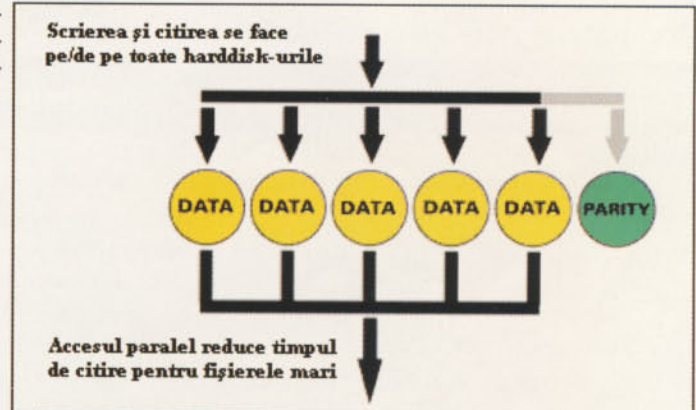 Scrierea şi citirea se face
pe/de pe toate harddisk-urile
DATA DATA DATA DATA DATA PARITY
Accesul paralel reduce timpul
de citire pentru fişierele mari